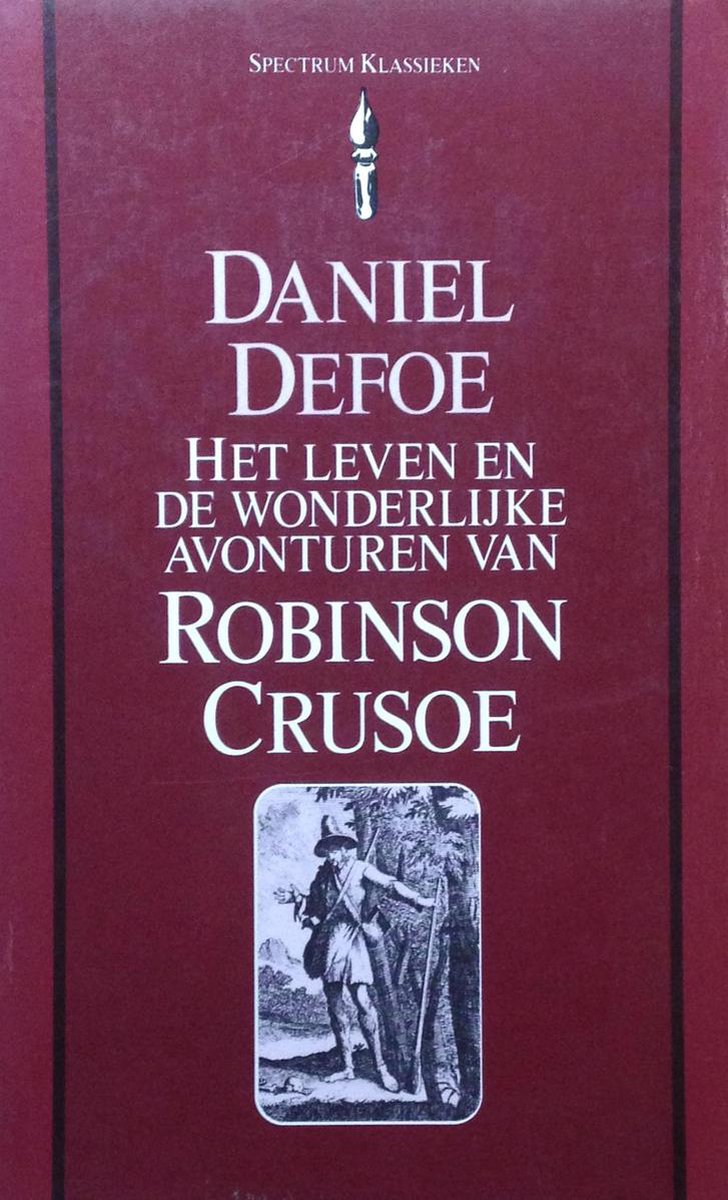 SPECTRUM KLASSIEKEN
DANIEL
DEFOE
HET LEVEN EN
DE WONDERLIJKE
AVONTUREN VAN
ROBINSON
CRUSOE